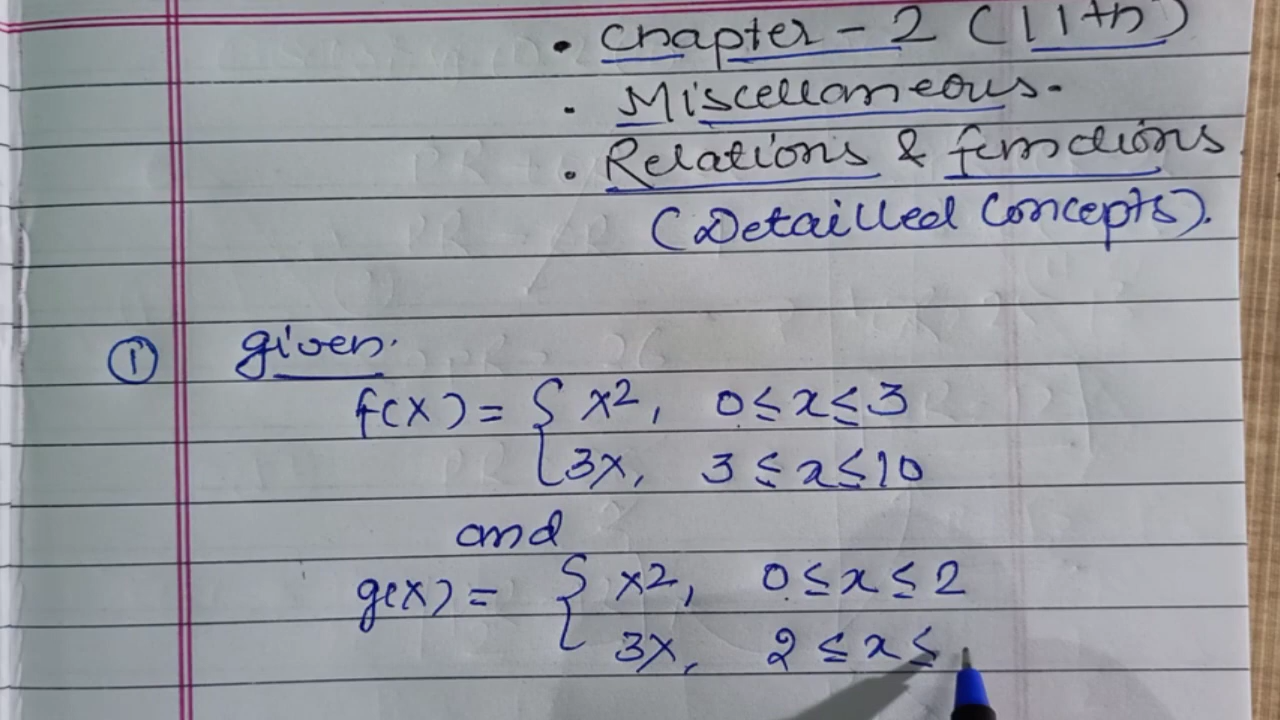 • Chapter - 2 (11th)
• Miscellaneous.
• Relations & functions
(Detailled Concepts).
① given.
f(x) = { x2, 0 ≤ x ≤ 3
3x, 3 ≤ x ≤ 10
and
g(x) = { x2, 0 ≤ x ≤ 2
3x, 2 ≤ x ≤